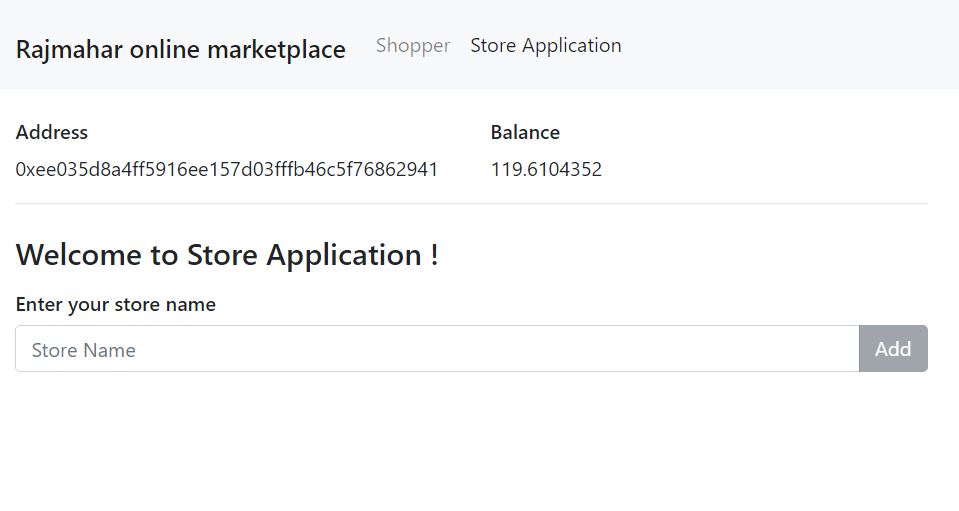 Rajmahar online marketplace Shopper Store Application
Address Balance
0xee035d8a4ff5916ee157d03fffb46c5f76862941 119.6104352
Welcome to Store Application !
Enter your store name
Store Name Add